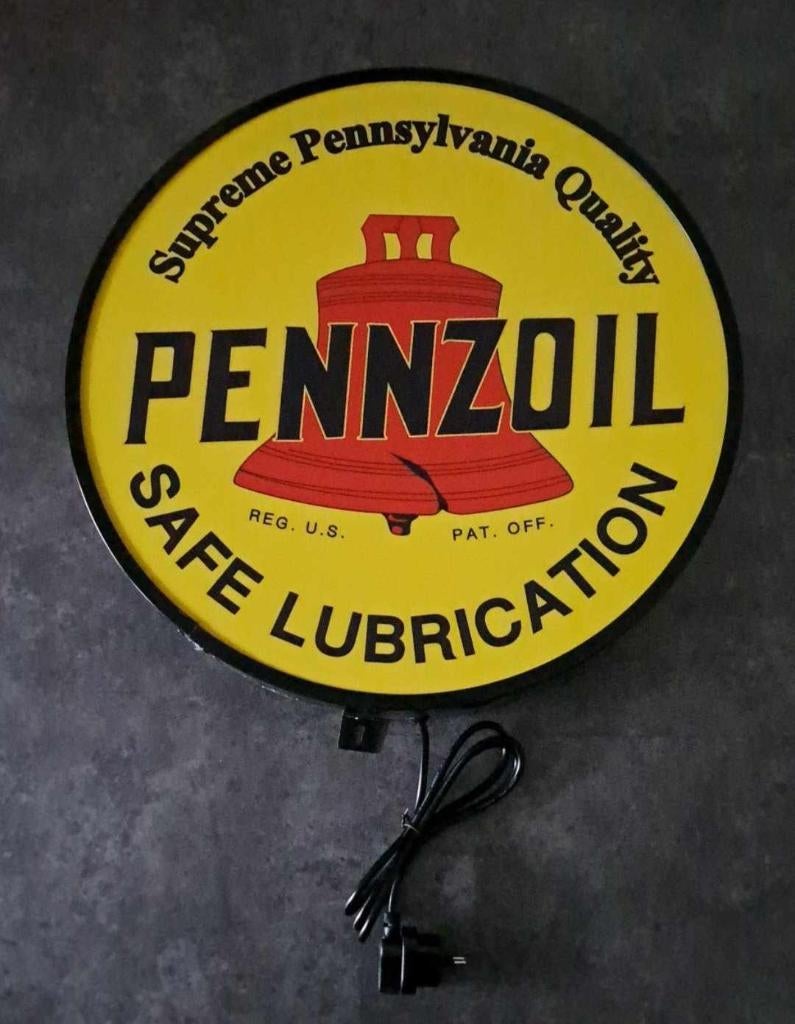 Supreme Pennsylvania Quality
PENNZOIL
REG. U.S. PAT. OFF.
SAFE LUBRICATION